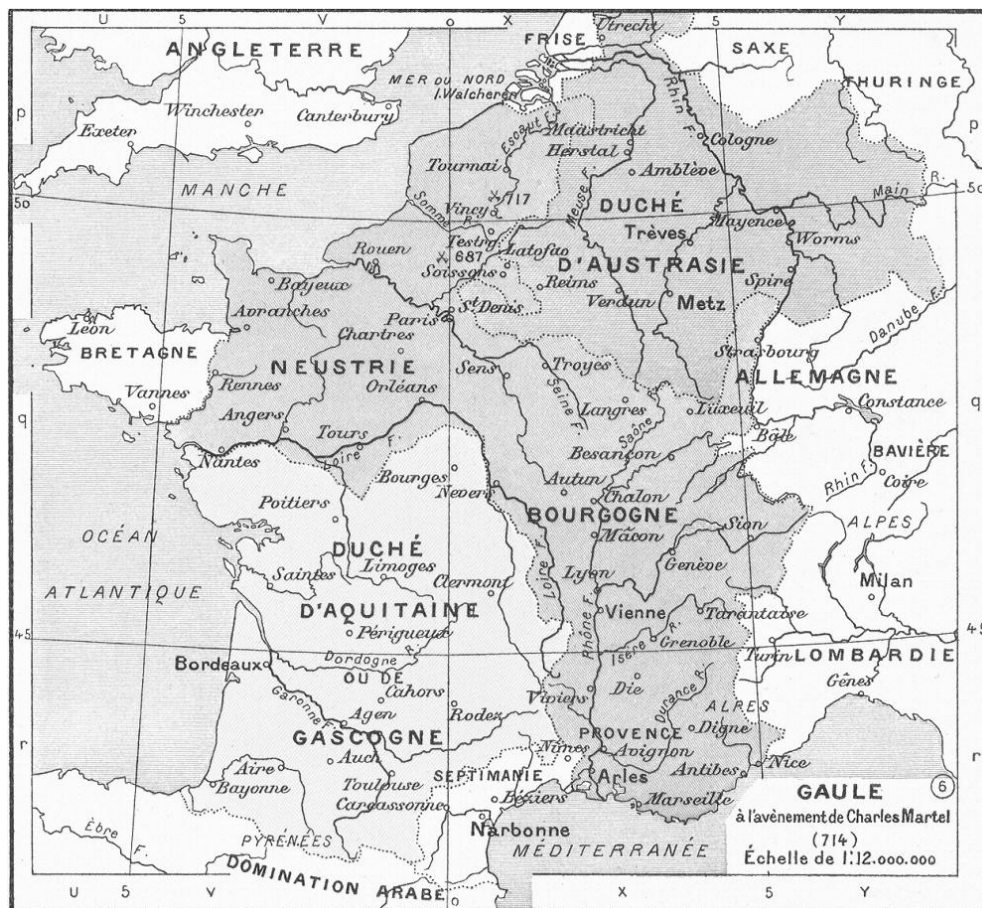 U 5 V 0 X 5 Y
Utrecht
FRISE
SAXE
ANGLETERRE
MER DU NORD
I. Walcheren
THURINGE
Rhin F.
p
Winchester
Canterbury
Exeter
Escaut F.
Maastricht
Herstal
Cologne
p
Tournai
Amblève
MANCHE
Meuse F.
Main R.
50
Somme F.
Vincy
717
DUCHÉ
Mayence
50
Trèves
Worms
Testry
687
Latofao
Rouen
Soissons
D'AUSTRASIE
Spire
Bayeux
Reims
Verdun
Metz
St Denis
Avranches
Paris
Danube F.
Léon
Chartres
Strasbourg
BRETAGNE
NEUSTRIE
Sens
Troyes
ALLEMAGNE
Rennes
Orléans
Seine F.
Vannes
Langres
Luxeuil
Constance
q
Angers
Saône R.
Bâle
q
Tours
Loire F.
Besançon
BAVIÈRE
Nantes
Bourges
Rhin F.
Coire
Nevers
Autun
Chalon
Poitiers
BOURGOGNE
Sion
ALPES
OCÉAN
Mâcon
DUCHÉ
Genève
Limoges
Clermont
Loire F.
Lyon
Milan
Saintes
ATLANTIQUE
D'AQUITAINE
Vienne
Tarantaise
Périgueux
Rhône F.
Isère R.
Grenoble
45
45
Bordeaux
Dordogne R.
Turin
LOMBARDIE
OU DE
Die
Gênes
Cahors
Viviers
Durance R.
Garonne F.
Agen
Rodez
ALPES
Digne
GASCOGNE
PROVENCE
Nîmes
Avignon
r
Auch
r
Aire
SEPTIMANIE
Arles
Antibes
Nice
Bayonne
Toulouse
Carcassonne
Béziers
Marseille
6
GAULE
à l'avènement de Charles Martel
(714)
Échelle de 1:12.000.000
Èbre F.
Narbonne
PYRÉNÉES
MÉDITERRANÉE
DOMINATION ARABE
U 5 V 0 X 5 Y